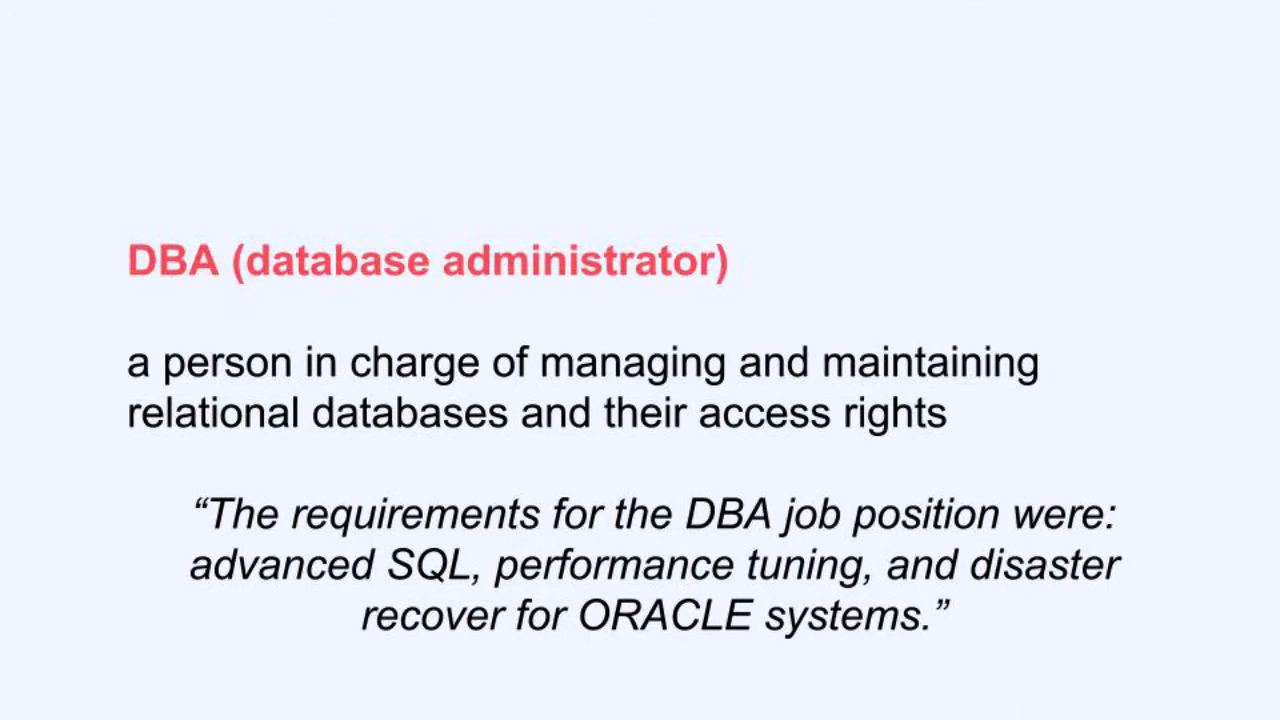 DBA (database administrator)
a person in charge of managing and maintaining
relational databases and their access rights
“The requirements for the DBA job position were:
advanced SQL, performance tuning, and disaster
recover for ORACLE systems.”